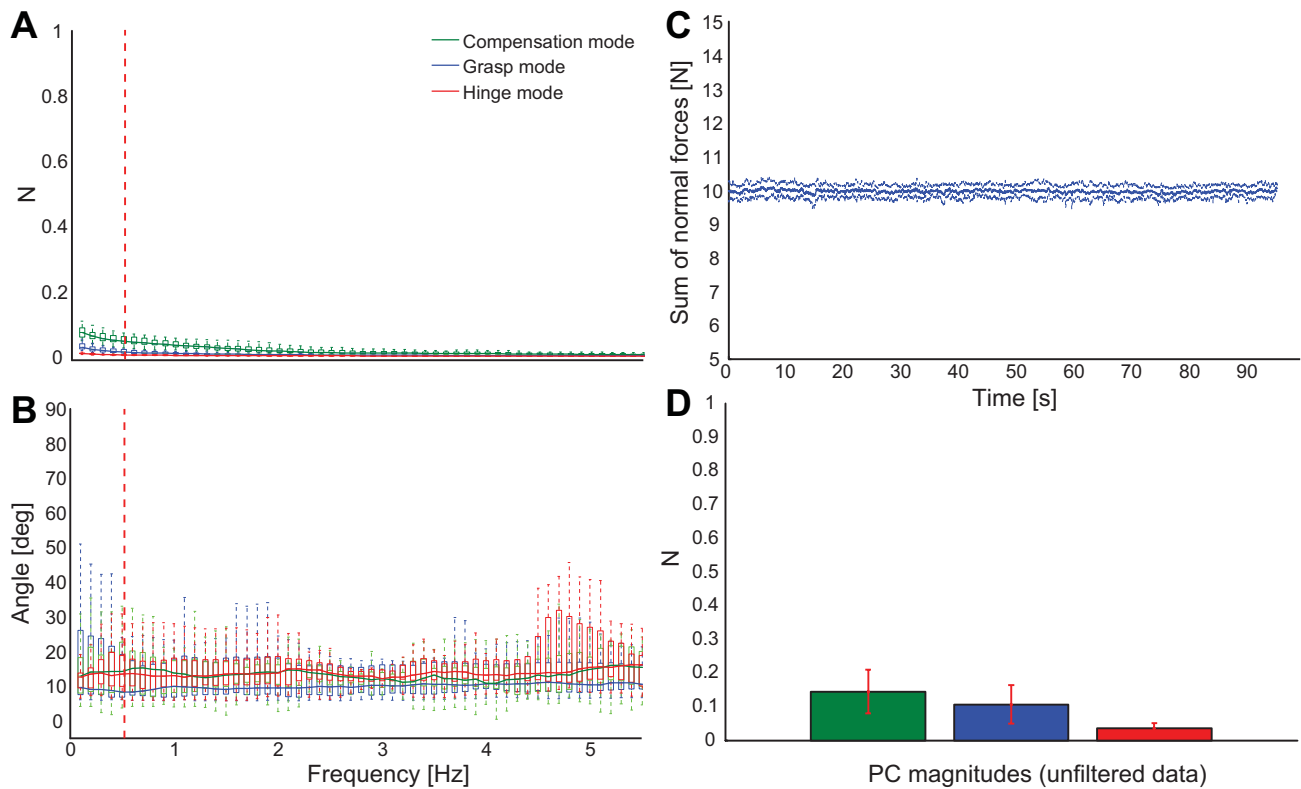 A
1
0.8
0.6
0.4
0.2
0
N
Compensation mode
Grasp mode
Hinge mode
B
90
80
70
60
50
40
30
20
10
0
Angle [deg]
0 1 2 3 4 5
Frequency [Hz]
C
15
14
13
12
11
10
9
8
7
6
5
Sum of normal forces [N]
0 10 20 30 40 50 60 70 80 90
Time [s]
D
1
0.9
0.8
0.7
0.6
0.5
0.4
0.3
0.2
0.1
0
N
PC magnitudes (unfiltered data)